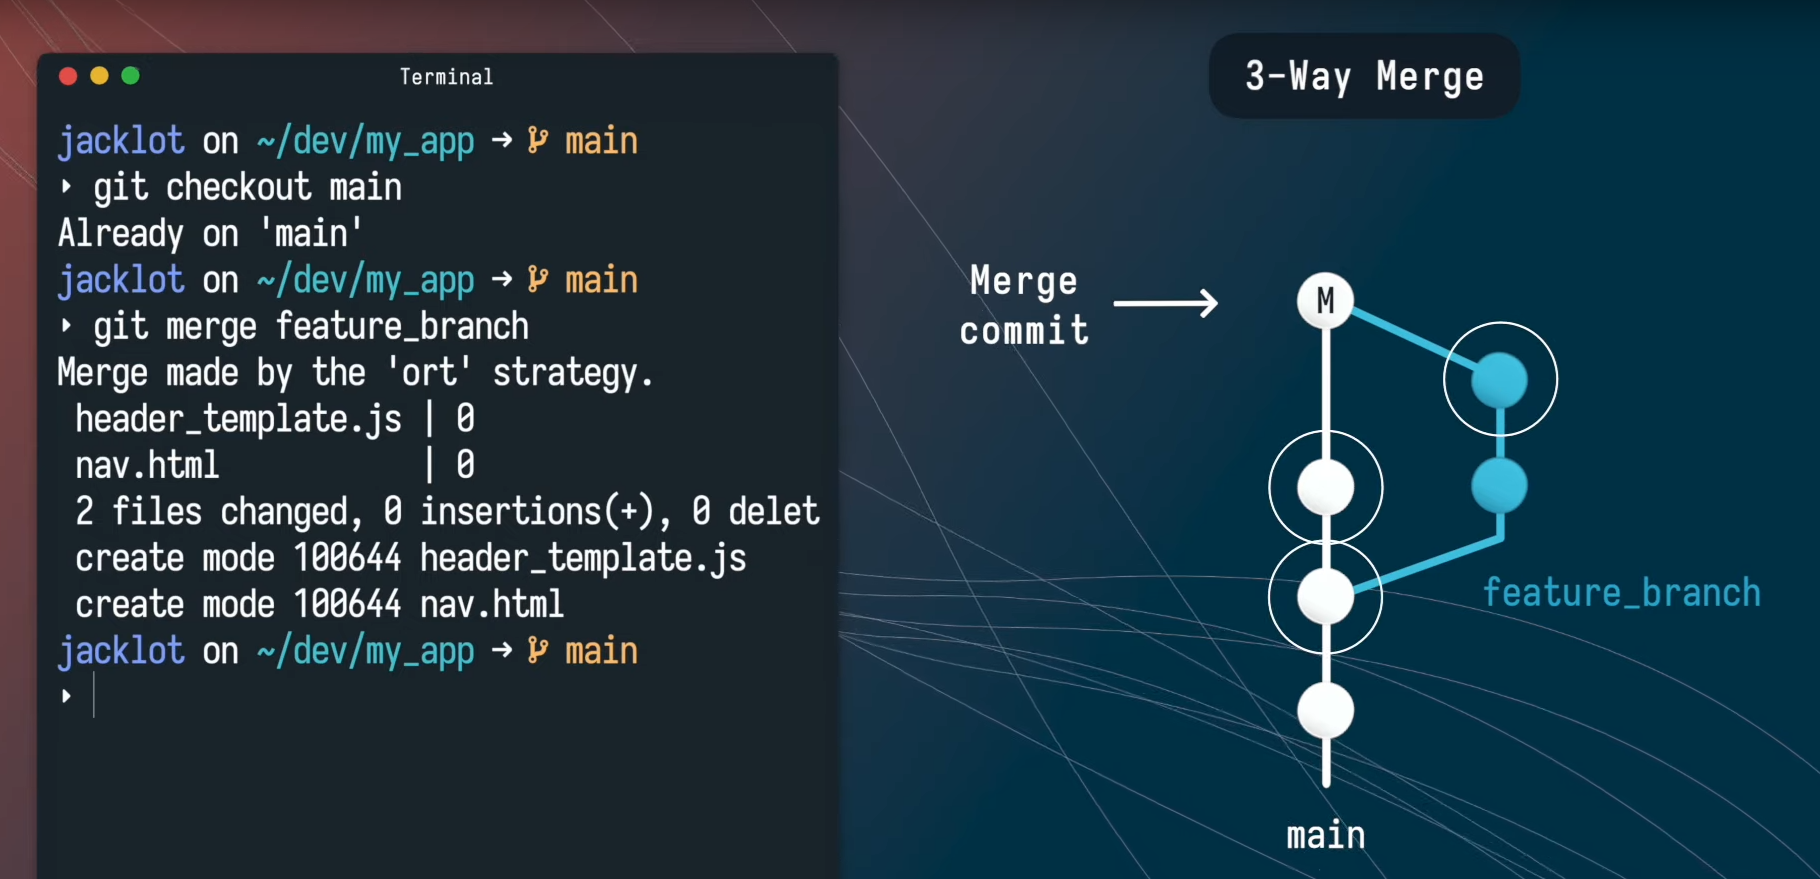 Terminal
jacklot on ~/dev/my_app → main
‣ git checkout main
Already on 'main'
jacklot on ~/dev/my_app → main
‣ git merge feature_branch
Merge made by the 'ort' strategy.
header_template.js | 0
nav.html | 0
2 files changed, 0 insertions(+), 0 delet
create mode 100644 header_template.js
create mode 100644 nav.html
jacklot on ~/dev/my_app → main
‣
3-Way Merge
Merge
commit
M
feature_branch
main